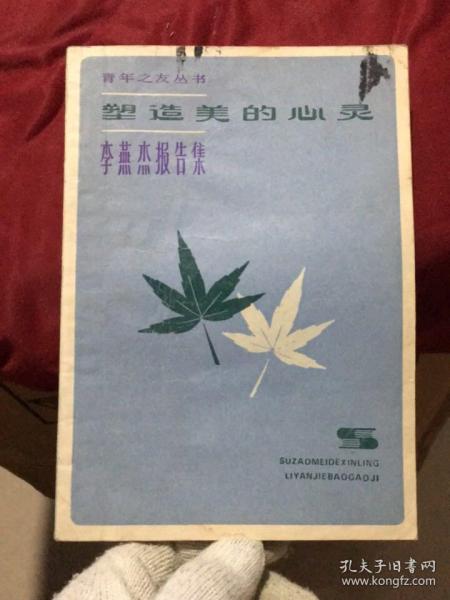 青年之友丛书
塑造美的心灵
李燕杰报告集
SUZAOMEIDEXINLING
LIYANJIEBAOGAOJI
孔夫子旧书网
www.kongfz.com